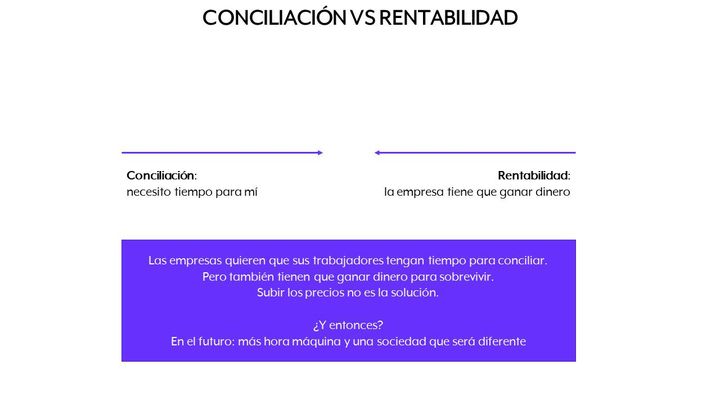 CONCILIACIÓN VS RENTABILIDAD
Conciliación:
necesito tiempo para mí
Rentabilidad:
la empresa tiene que ganar dinero
Las empresas quieren que sus trabajadores tengan tiempo para conciliar.
Pero también tienen que ganar dinero para sobrevivir.
Subir los precios no es la solución.
¿Y entonces?
En el futuro: más hora máquina y una sociedad que será diferente